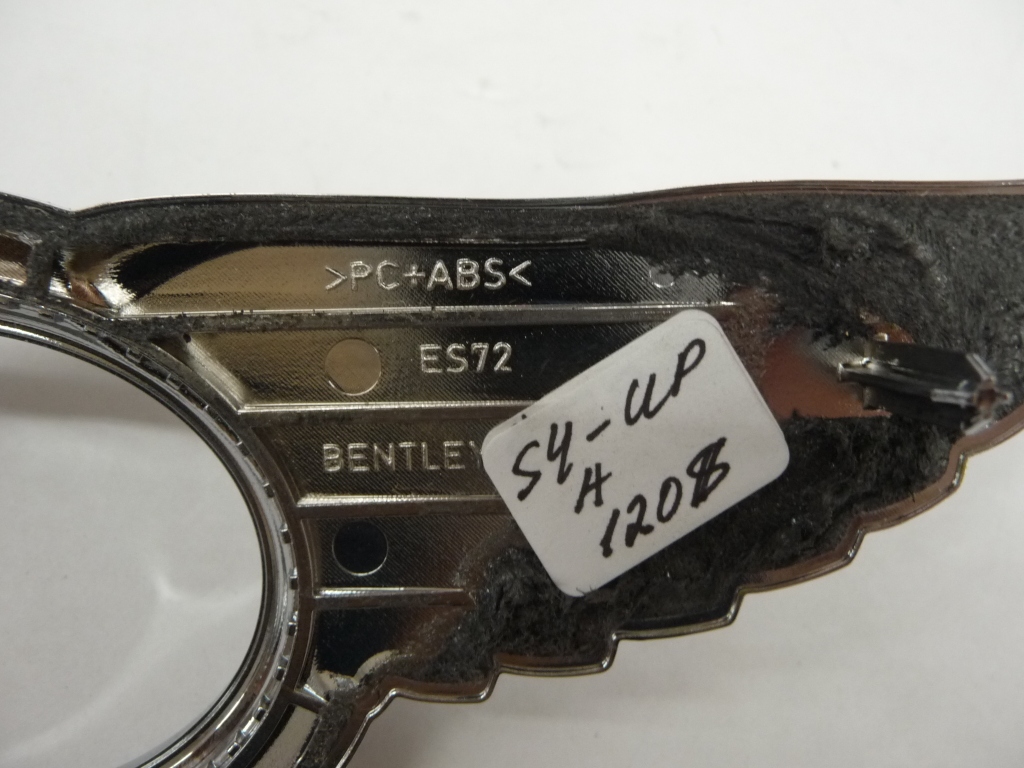 >PC+ABS<
ES72
BENTLEY
S4-UP
A
120$